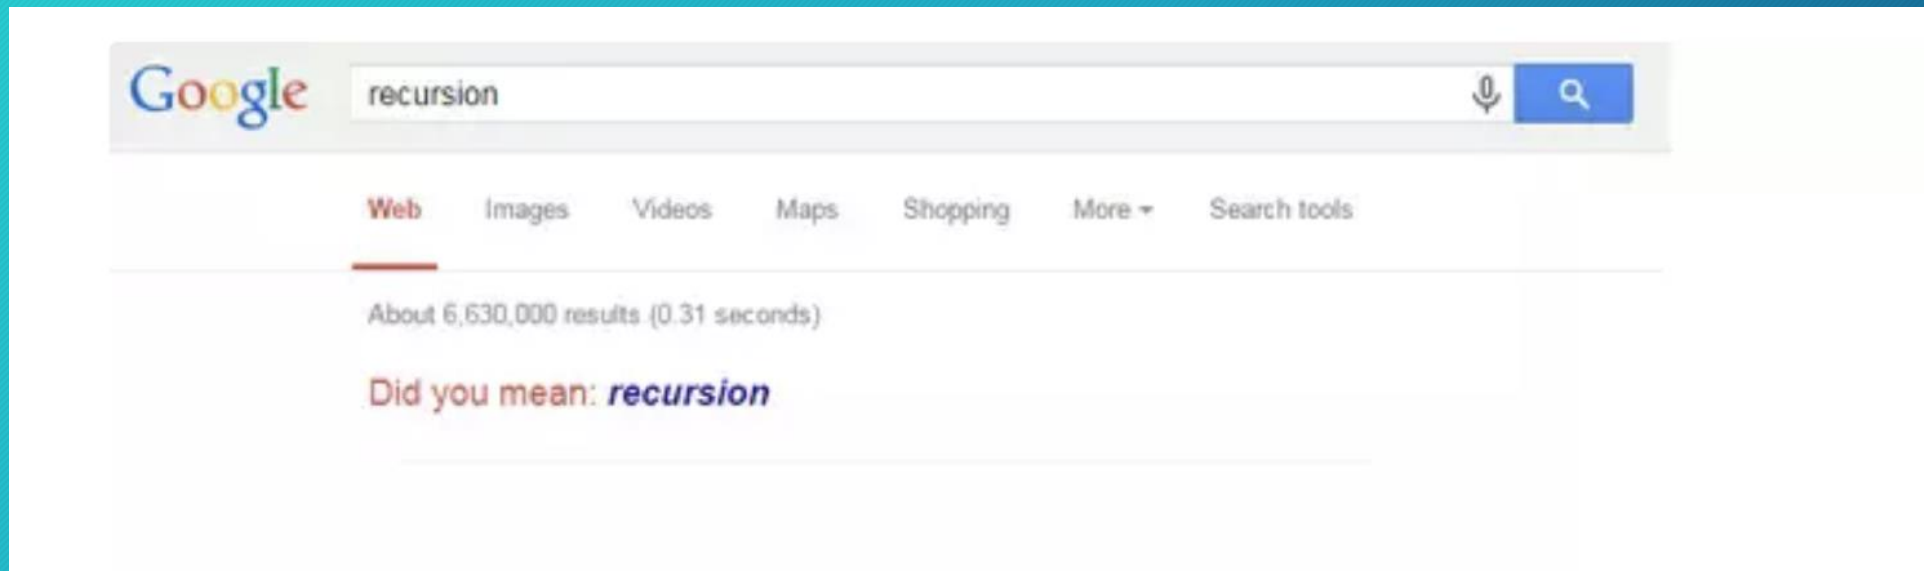 Google recursion
Web Images Videos Maps Shopping More Search tools
About 6,630,000 results (0.31 seconds)
Did you mean: recursion